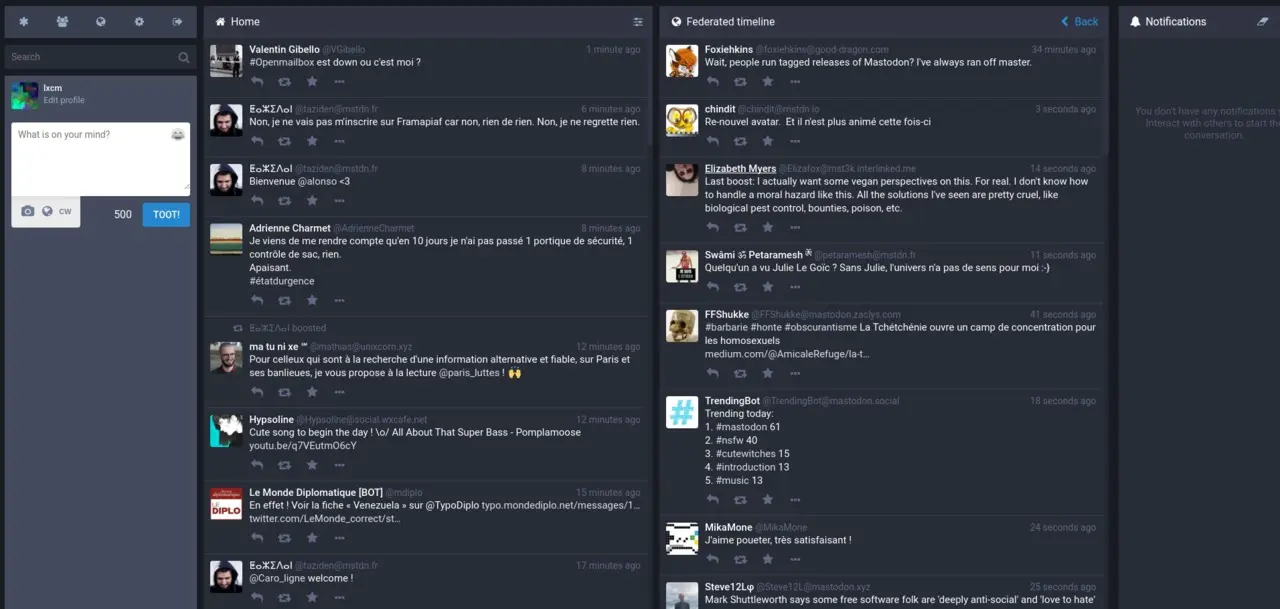 Home
Federated timeline
Back
Notifications
Search
lxcm
Edit profile
What is on your mind?
CW
500
TOOT!
Valentin Gibello @VGibello 1 minute ago
#Openmailbox est down ou c'est moi ?
ⴹⴰⵣⵉⴷⴰⵏ @taziden@mstdn.fr 6 minutes ago
Non, je ne vais pas m'inscrire sur Framapiaf car non, rien de rien. Non, je ne regrette rien.
@taziden@mstdn.fr 8 minutes ago
Bienvenue @alonso <3
Adrienne Charmet @AdrienneCharmet 8 minutes ago
Je viens de me rendre compte qu'en 10 jours je n'ai pas passé 1 portique de sécurité, 1
contrôle de sac, rien.
Apaisant.
#étatdurgence
boosted
ma tu ni xe @mathias@unixcorn.xyz 12 minutes ago
Pour celleux qui sont à la recherche d'une information alternative et fiable, sur Paris et
ses banlieues, je vous propose à la lecture @paris_luttes ! 🙌
Hypsoline @Hypsoline@social.wxcafe.net 12 minutes ago
Cute song to begin the day ! \o/ All About That Super Bass - Pomplamoose
youtu.be/q7VEutmO6cY
Le Monde Diplomatique [BOT] @mdiplo 15 minutes ago
En effet ! Voir la fiche « Venezuela » sur @TypoDiplo typo.mondediplo.net/messages/1…
twitter.com/LeMonde_correct/st…
@taziden@mstdn.fr 17 minutes ago
@Caro_ligne welcome !
Foxiehkins @foxiehkins@good-dragon.com 34 minutes ago
Wait, people run tagged releases of Mastodon? I've always ran off master.
chindit @chindit@mstdn.io 3 seconds ago
Re-nouvel avatar. Et il n'est plus animé cette fois-ci
Elizabeth Myers @Elizafox@mst3k.interlinked.me 14 seconds ago
Last boost: I actually want some vegan perspectives on this. For real. I don't know how
to handle a moral hazard like this. All the solutions I've seen are pretty cruel, like
biological pest control, bounties, poison, etc.
Swâmi ॐ Petaramesh @petaramesh@mstdn.fr 11 seconds ago
Quelqu'un a vu Julie Le Goïc ? Sans Julie, l'univers n'a pas de sens pour moi :-}
FFShukke @FFShukke@mastodon.zaclys.com 41 seconds ago
#barbarie #honte #obscurantisme La Tchétchénie ouvre un camp de concentration pour
les homosexuels
medium.com/@AmicaleRefuge/la-t…
TrendingBot @TrendingBot@mastodon.social 18 seconds ago
Trending today:
1. #mastodon 61
2. #nsfw 40
3. #cutewitches 15
4. #introduction 13
5. #music 13
MikaMone @MikaMone 24 seconds ago
J'aime poueter, très satisfaisant !
Steve12Lφ @Steve12L@mastodon.xyz 25 seconds ago
Mark Shuttleworth says some free software folk are 'deeply anti-social' and 'love to hate'
You don't have any notifications
Interact with others to start the
conversation.